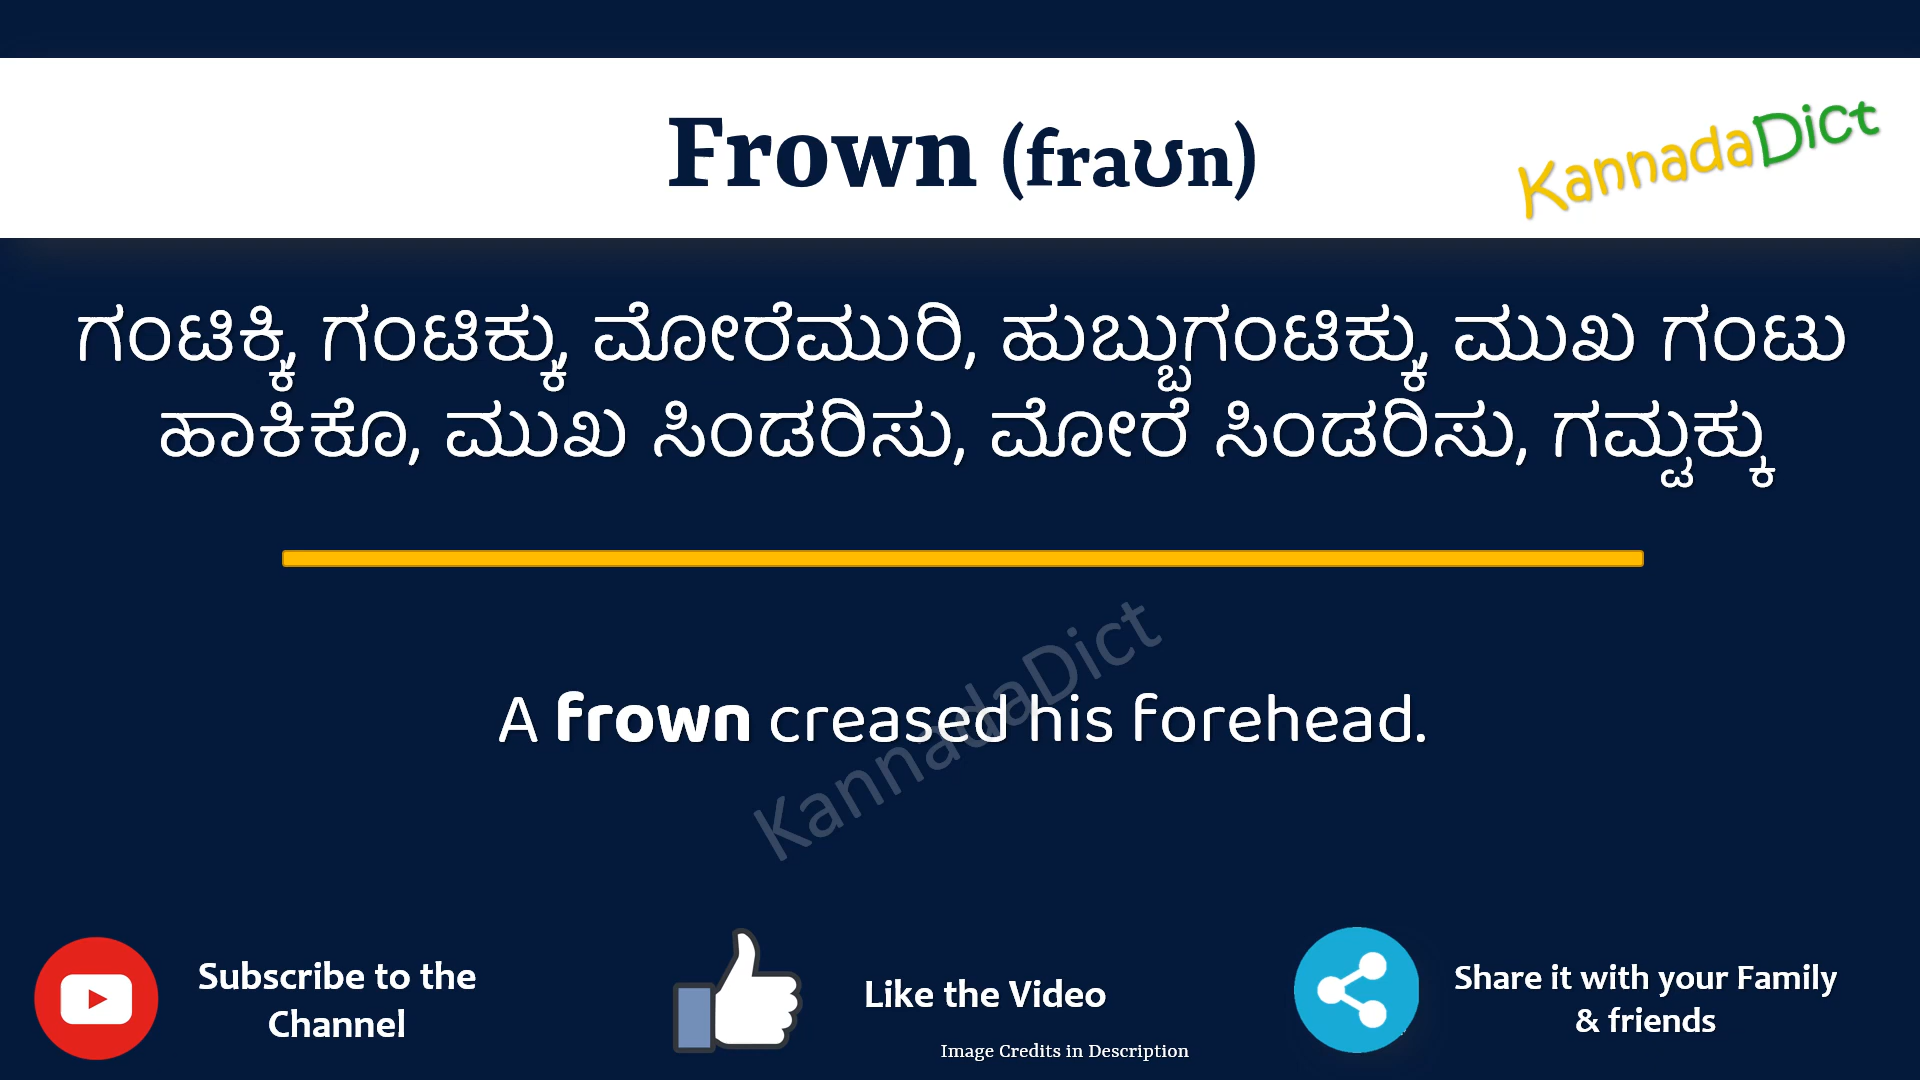 Frown (fraʊn)
KannadaDict
ಗಂಟಿಕ್ಕಿ, ಗಂಟಿಕ್ಕು, ಮೋರೆಮುರಿ, ಹುಬ್ಬುಗಂಟಿಕ್ಕು, ಮುಖ ಗಂಟು
ಹಾಕಿಕೊ, ಮುಖ ಸಿಂಡರಿಸು, ಮೋರೆ ಸಿಂಡರಿಸು, ಗಮ್ಟಕ್ಕು
KannadaDict
A frown creased his forehead.
Subscribe to the
Channel
Like the Video
Image Credits in Description
Share it with your Family
& friends